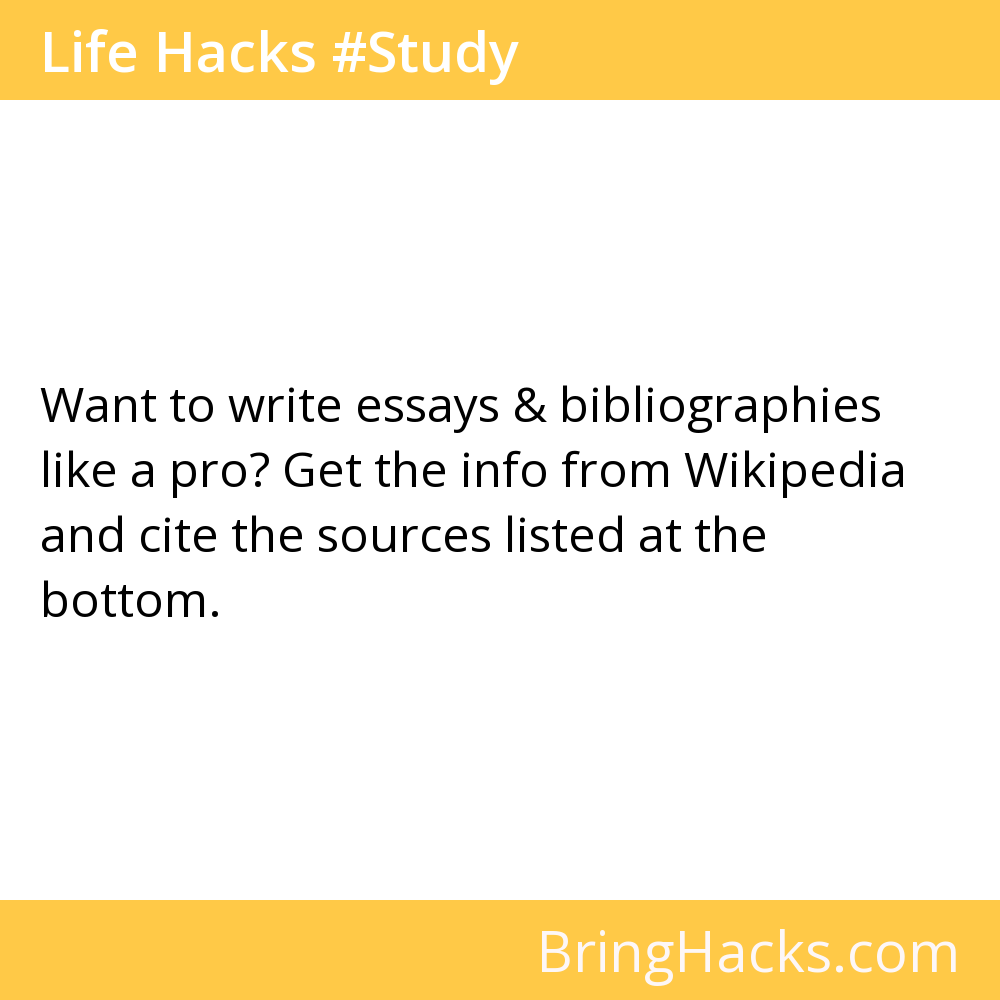 Life Hacks #Study
Want to write essays & bibliographies
like a pro? Get the info from Wikipedia
and cite the sources listed at the
bottom.
BringHacks.com